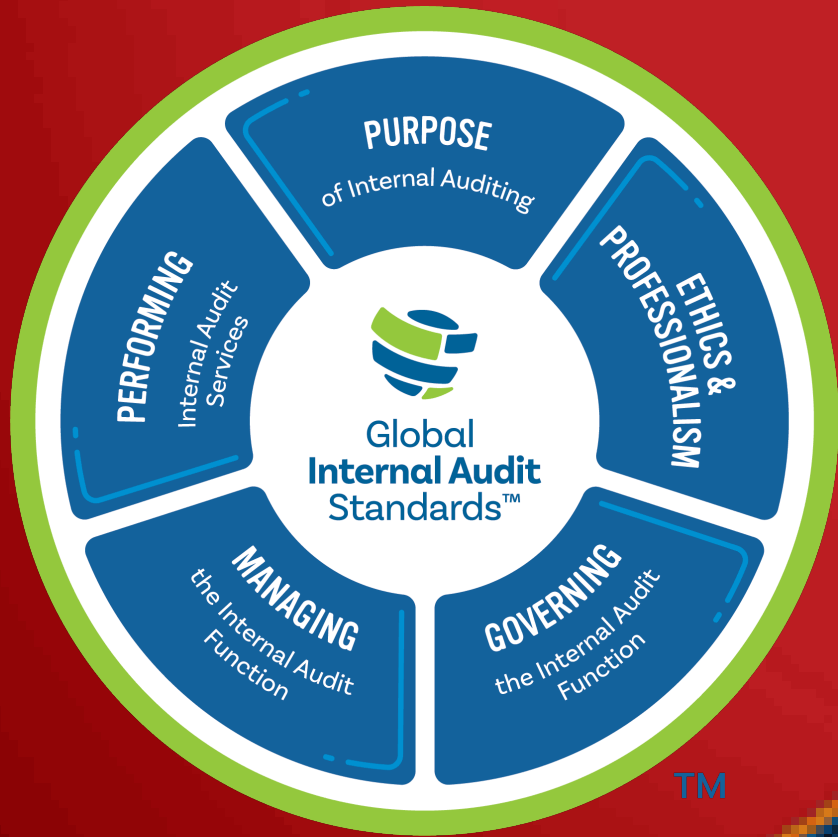 PURPOSE
of Internal Auditing
ETHICS &
PROFESSIONALISM
GOVERNING
the Internal Audit
Function
MANAGING
the Internal Audit
Function
PERFORMING
Internal Audit
Services
Global
Internal Audit
Standards™
TM